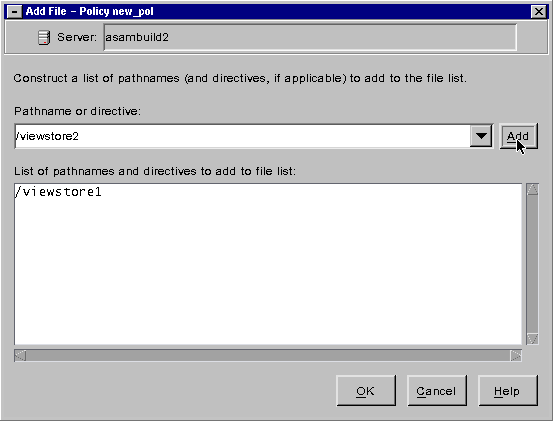 Add File – Policy new_pol
Server: asambuild2
Construct a list of pathnames (and directives, if applicable) to add to the file list.
Pathname or directive:
/viewstore2 Add
List of pathnames and directives to add to file list:
/viewstore1
OK Cancel Help